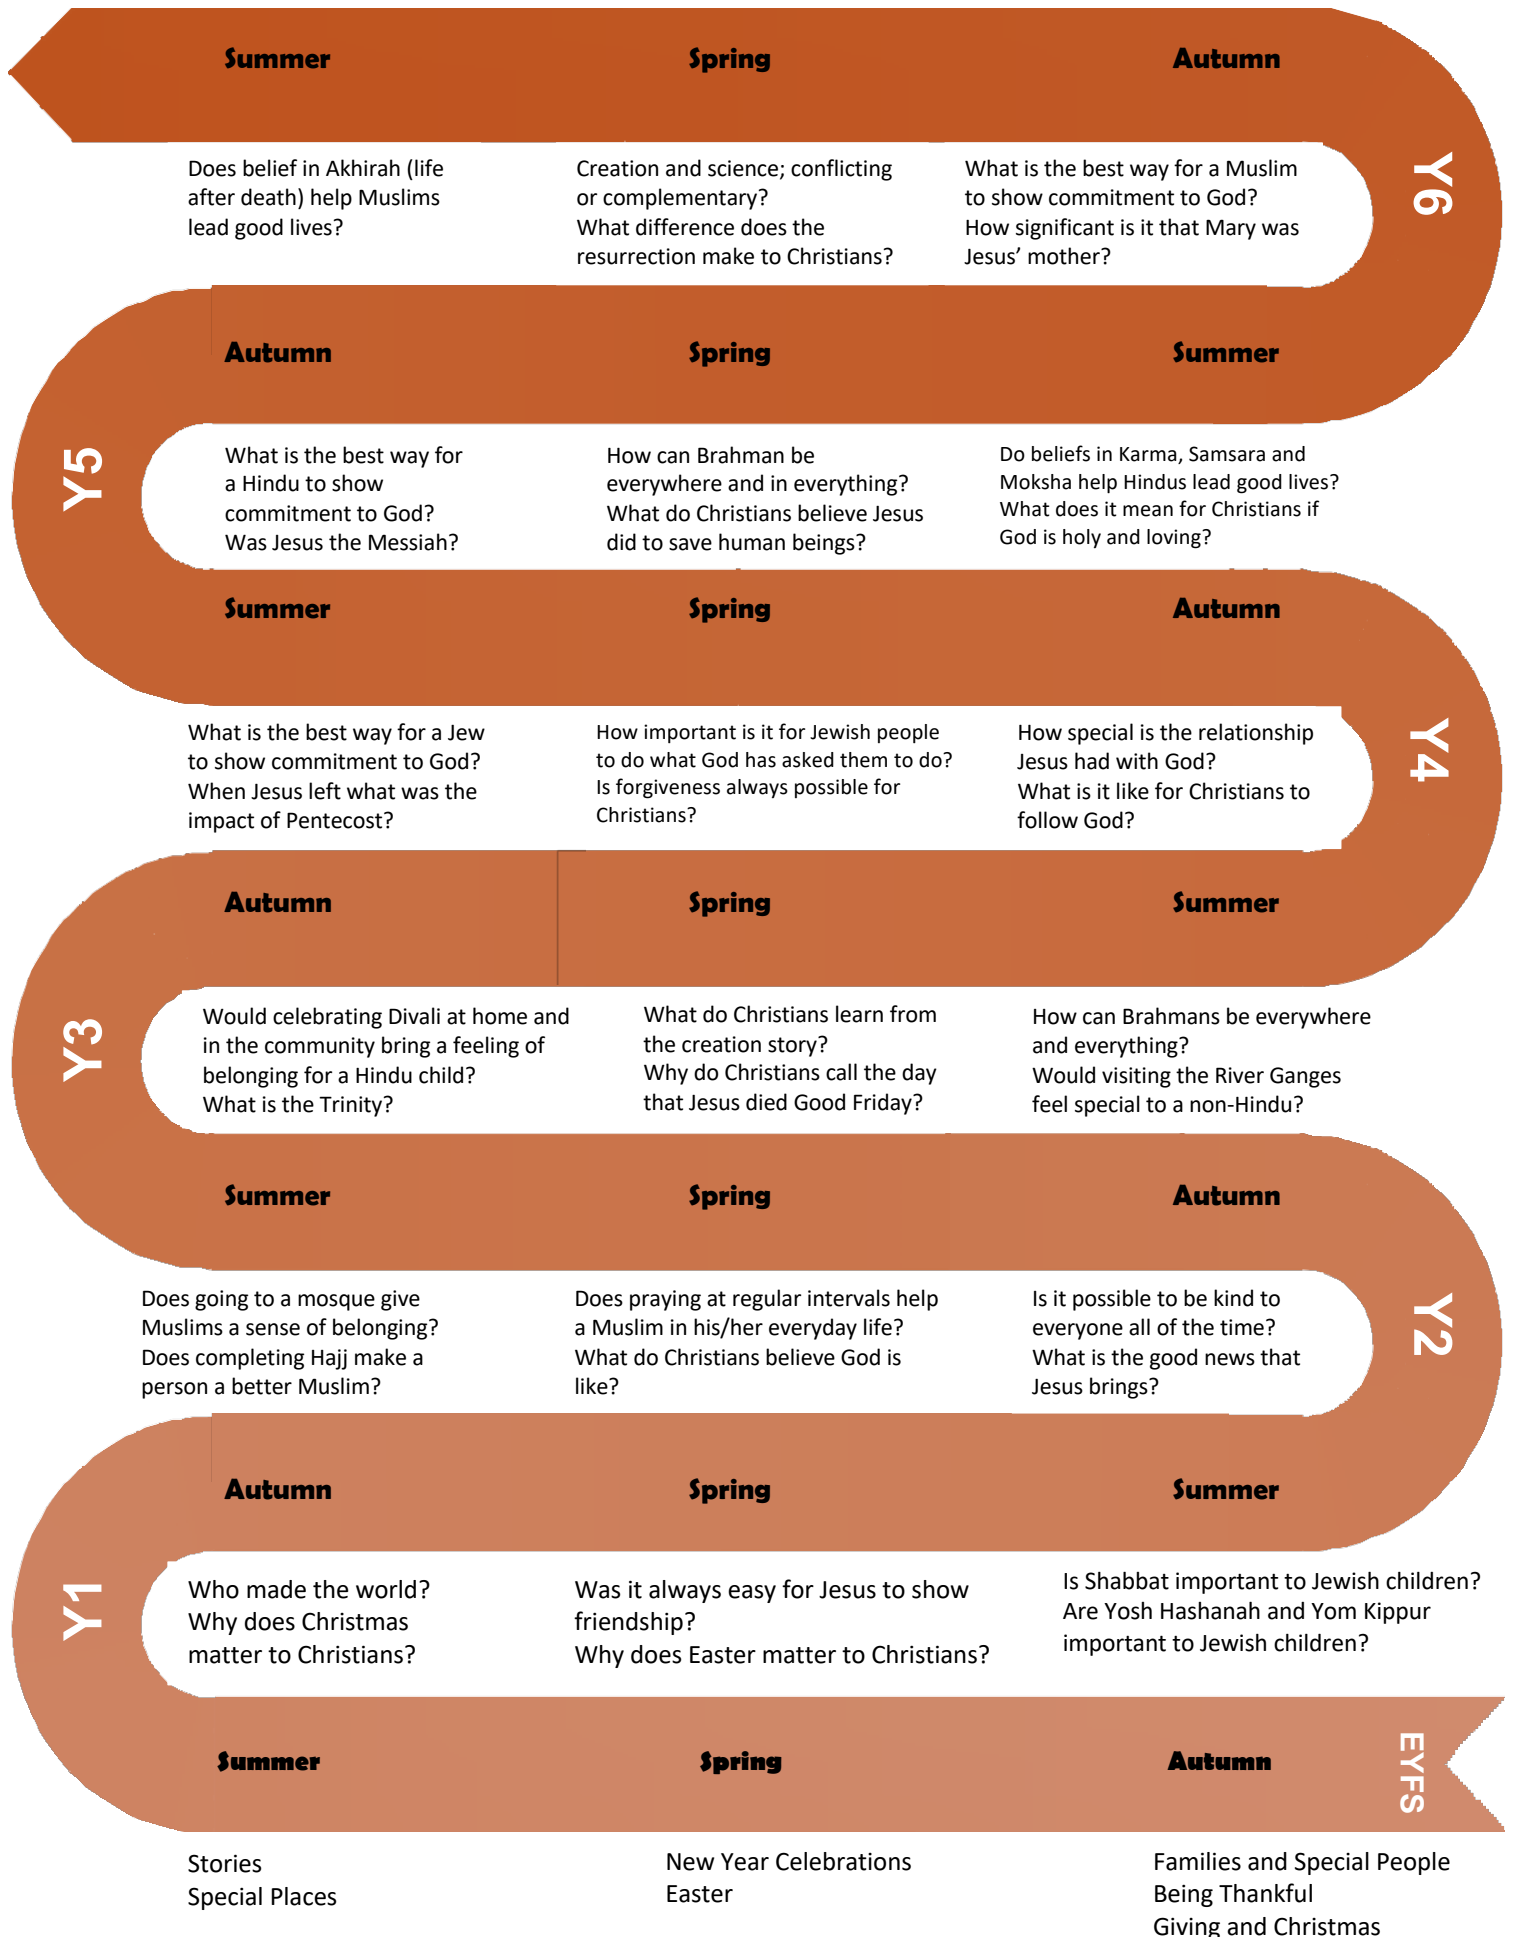 Summer
Spring
Autumn
Does belief in Akhirah (life
after death) help Muslims
lead good lives?
Creation and science; conflicting
or complementary?
What difference does the
resurrection make to Christians?
What is the best way for a Muslim
to show commitment to God?
How significant is it that Mary was
Jesus’ mother?
Y6
Autumn
Spring
Summer
Y5
What is the best way for
a Hindu to show
commitment to God?
Was Jesus the Messiah?
How can Brahman be
everywhere and in everything?
What do Christians believe Jesus
did to save human beings?
Do beliefs in Karma, Samsara and
Moksha help Hindus lead good lives?
What does it mean for Christians if
God is holy and loving?
Summer
Spring
Autumn
What is the best way for a Jew
to show commitment to God?
When Jesus left what was the
impact of Pentecost?
How important is it for Jewish people
to do what God has asked them to do?
Is forgiveness always possible for
Christians?
How special is the relationship
Jesus had with God?
What is it like for Christians to
follow God?
Y4
Autumn
Spring
Summer
Y3
Would celebrating Divali at home and
in the community bring a feeling of
belonging for a Hindu child?
What is the Trinity?
What do Christians learn from
the creation story?
Why do Christians call the day
that Jesus died Good Friday?
How can Brahmans be everywhere
and everything?
Would visiting the River Ganges
feel special to a non-Hindu?
Summer
Spring
Autumn
Does going to a mosque give
Muslims a sense of belonging?
Does completing Hajj make a
person a better Muslim?
Does praying at regular intervals help
a Muslim in his/her everyday life?
What do Christians believe God is
like?
Is it possible to be kind to
everyone all of the time?
What is the good news that
Jesus brings?
Y2
Autumn
Spring
Summer
Y1
Who made the world?
Why does Christmas
matter to Christians?
Was it always easy for Jesus to show
friendship?
Why does Easter matter to Christians?
Is Shabbat important to Jewish children?
Are Yosh Hashanah and Yom Kippur
important to Jewish children?
Summer
Spring
Autumn
EYFS
Stories
Special Places
New Year Celebrations
Easter
Families and Special People
Being Thankful
Giving and Christmas